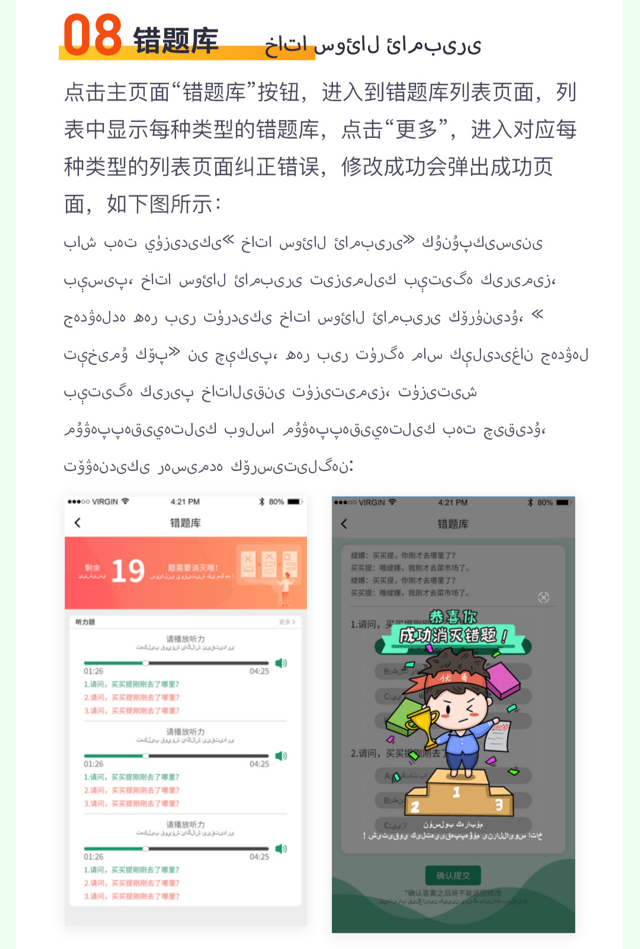 08 错题库
خاتا سوئال ئامبىرى
点击主页面“错题库”按钮，进入到错题库列表页面，列
表中显示每种类型的错题库，点击“更多”，进入对应每
种类型的列表页面纠正错误，修改成功会弹出成功页
面，如下图所示：
باش بەت يۈزىدىكى« خاتا سوئال ئامبىرى» كۇنۇپكىسىنى
بېسىپ، خاتا سوئال ئامبىرى تىزىملىك بېتىگە كىرىمىز،
جەدۋەلدە ھەر بىر تۈردىكى خاتا سوئال ئامبىرى كۆرۈنىدۇ، «
تېخىمۇ كۆپ» نى چېكىپ، ھەر بىر تۈرگە ماس كېلىدىغان جەدۋەل
بېتىگە كىرىپ خاتالىقنى تۈزىتىمىز، تۈزىتىش
مۇۋەپپەقىيەتلىك بولسا مۇۋەپپەقىيەتلىك بەت چىقىدۇ،
تۆۋەندىكى رەسىمدە كۆرسىتىلگەن:
VIRGIN 4:21 PM 80%
错题库
剩余 19 题需要消灭哦！
听力题 更多
请播放听力
01:26 04:25
1.请问，买买提刚刚去了哪里？
2.请问，买买提刚刚去了哪里？
3.请问，买买提刚刚去了哪里？
请播放听力
01:26 04:25
1.请问，买买提刚刚去了哪里？
2.请问，买买提刚刚去了哪里？
3.请问，买买提刚刚去了哪里？
请播放听力
01:26 04:25
1.请问，买买提刚刚去了哪里？
2.请问，买买提刚刚去了哪里？
3.请问，买买提刚刚去了哪里？
VIRGIN 4:21 PM 80%
错题库
缇娜：买买提，你刚才去哪里了？
买买提：哦缇娜，我刚才去菜市场了。
缇娜：买买提，你刚才去哪里了？
买买提：哦缇娜，我刚才去菜市场了。
恭喜你
成功消灭错题！
1.请问，买
2.请问，买买提刚刚去了
优秀
1
2 3
مۇبارەك بولسۇن
خاتا سوئاللارنى مۇۋەپپەقىيەتلىك يوقىتىش !
确认提交
*确认答案之后将不能返回修改